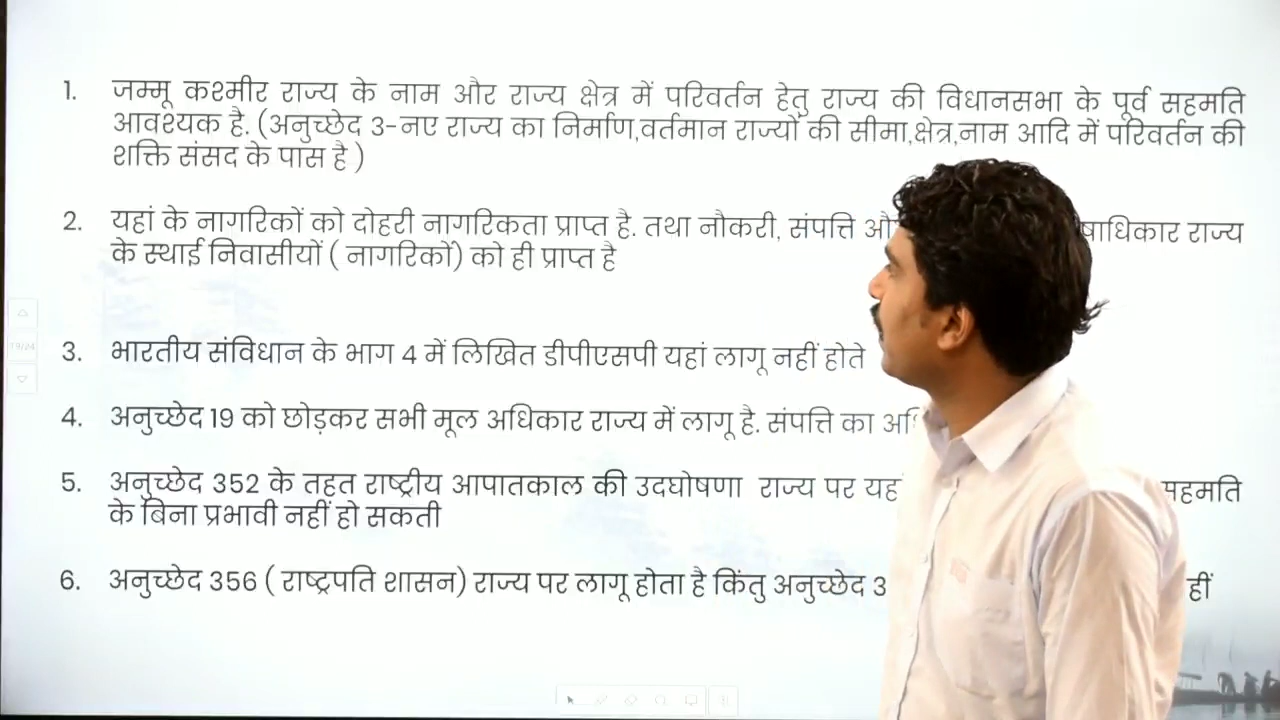 1. जम्मू कश्मीर राज्य के नाम और राज्य क्षेत्र में परिवर्तन हेतु राज्य की विधानसभा के पूर्व सहमति
आवश्यक है. (अनुच्छेद 3-नए राज्य का निर्माण,वर्तमान राज्यों की सीमा,क्षेत्र,नाम आदि में परिवर्तन की
शक्ति संसद के पास है )
2. यहां के नागरिकों को दोहरी नागरिकता प्राप्त है. तथा नौकरी, संपत्ति राज्य
के स्थाई निवासीयों ( नागरिकों) को ही प्राप्त है
19/24
3. भारतीय संविधान के भाग 4 में लिखित डीपीएसपी यहां लागू नहीं होते
4. अनुच्छेद 19 को छोड़कर सभी मूल अधिकार राज्य में लागू है. संपत्ति का
5. अनुच्छेद 352 के तहत राष्ट्रीय आपातकाल की उदघोषणा राज्य पर सहमति
के बिना प्रभावी नहीं हो सकती
6. अनुच्छेद 356 ( राष्ट्रपति शासन) राज्य पर लागू होता है किंतु अनुच्छेद